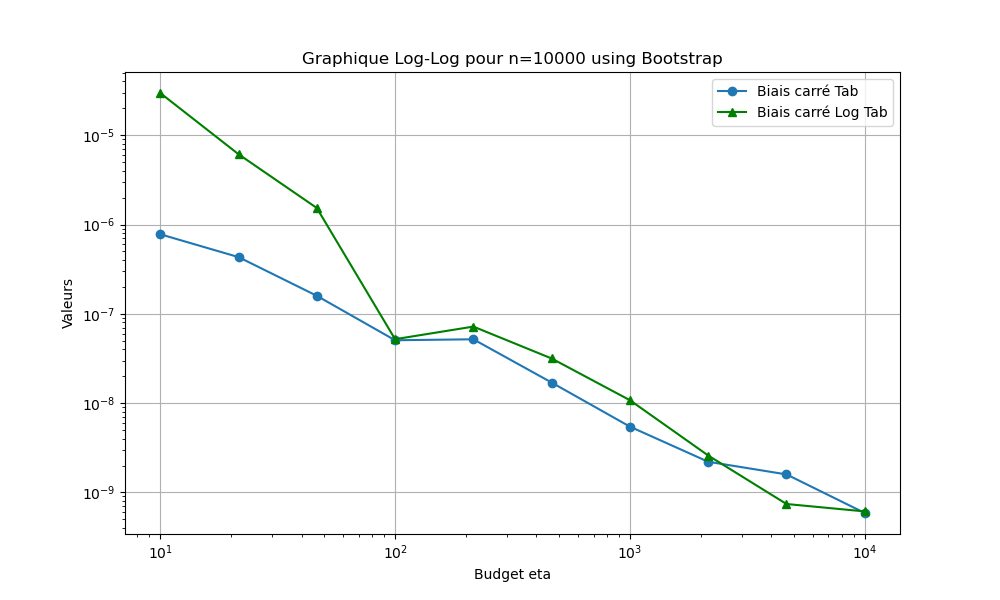 Graphique Log-Log pour n=10000 using Bootstrap
Biais carré Tab
Biais carré Log Tab
Valeurs
10⁻⁵
10⁻⁶
10⁻⁷
10⁻⁸
10⁻⁹
10¹ 10² 10³ 10⁴
Budget eta